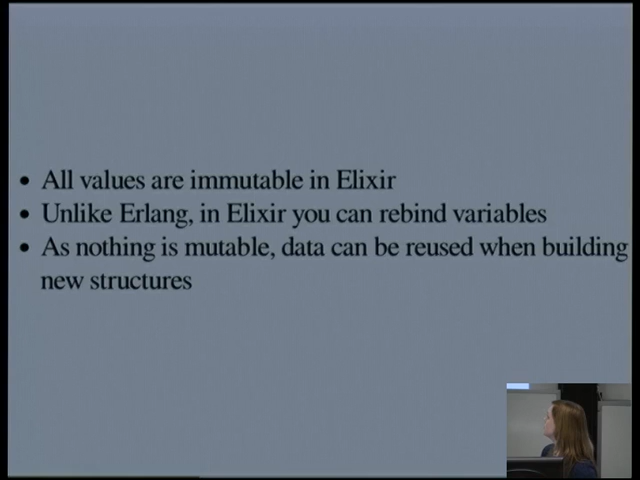 • All values are immutable in Elixir
• Unlike Erlang, in Elixir you can rebind variables
• As nothing is mutable, data can be reused when building
new structures